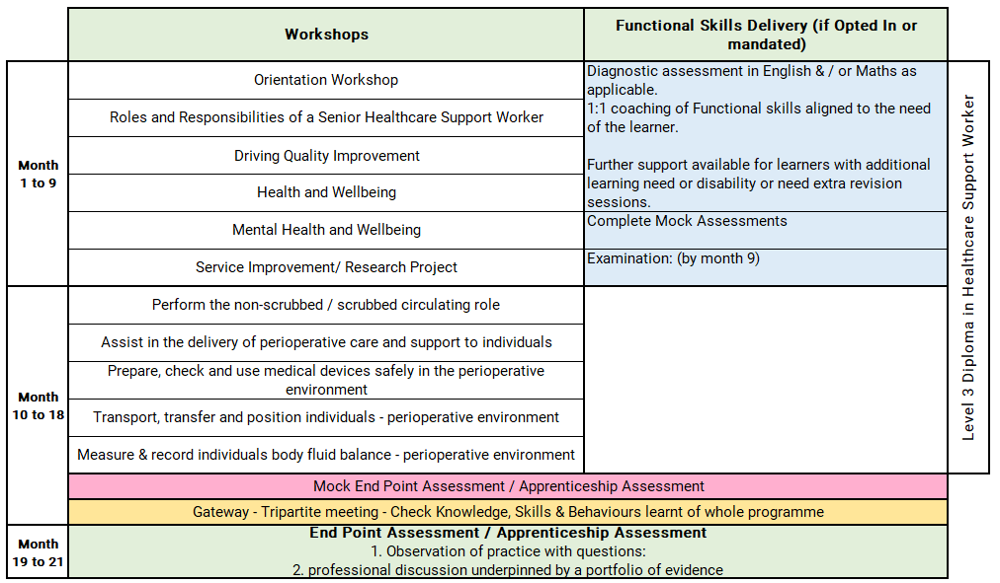 Workshops
Functional Skills Delivery (if Opted In or
mandated)
Month
1 to 9
Orientation Workshop
Roles and Responsibilities of a Senior Healthcare Support Worker
Driving Quality Improvement
Health and Wellbeing
Mental Health and Wellbeing
Service Improvement/ Research Project
Diagnostic assessment in English & / or Maths as
applicable.
1:1 coaching of Functional skills aligned to the need
of the learner.
Further support available for learners with additional
learning need or disability or need extra revision
sessions.
Complete Mock Assessments
Examination: (by month 9)
Level 3 Diploma in Healthcare Support Worker
Month
10 to 18
Perform the non-scrubbed / scrubbed circulating role
Assist in the delivery of perioperative care and support to individuals
Prepare, check and use medical devices safely in the perioperative
environment
Transport, transfer and position individuals - perioperative environment
Measure & record individuals body fluid balance - perioperative environment
Mock End Point Assessment / Apprenticeship Assessment
Gateway - Tripartite meeting - Check Knowledge, Skills & Behaviours learnt of whole programme
Month
19 to 21
End Point Assessment / Apprenticeship Assessment
1. Observation of practice with questions:
2. professional discussion underpinned by a portfolio of evidence